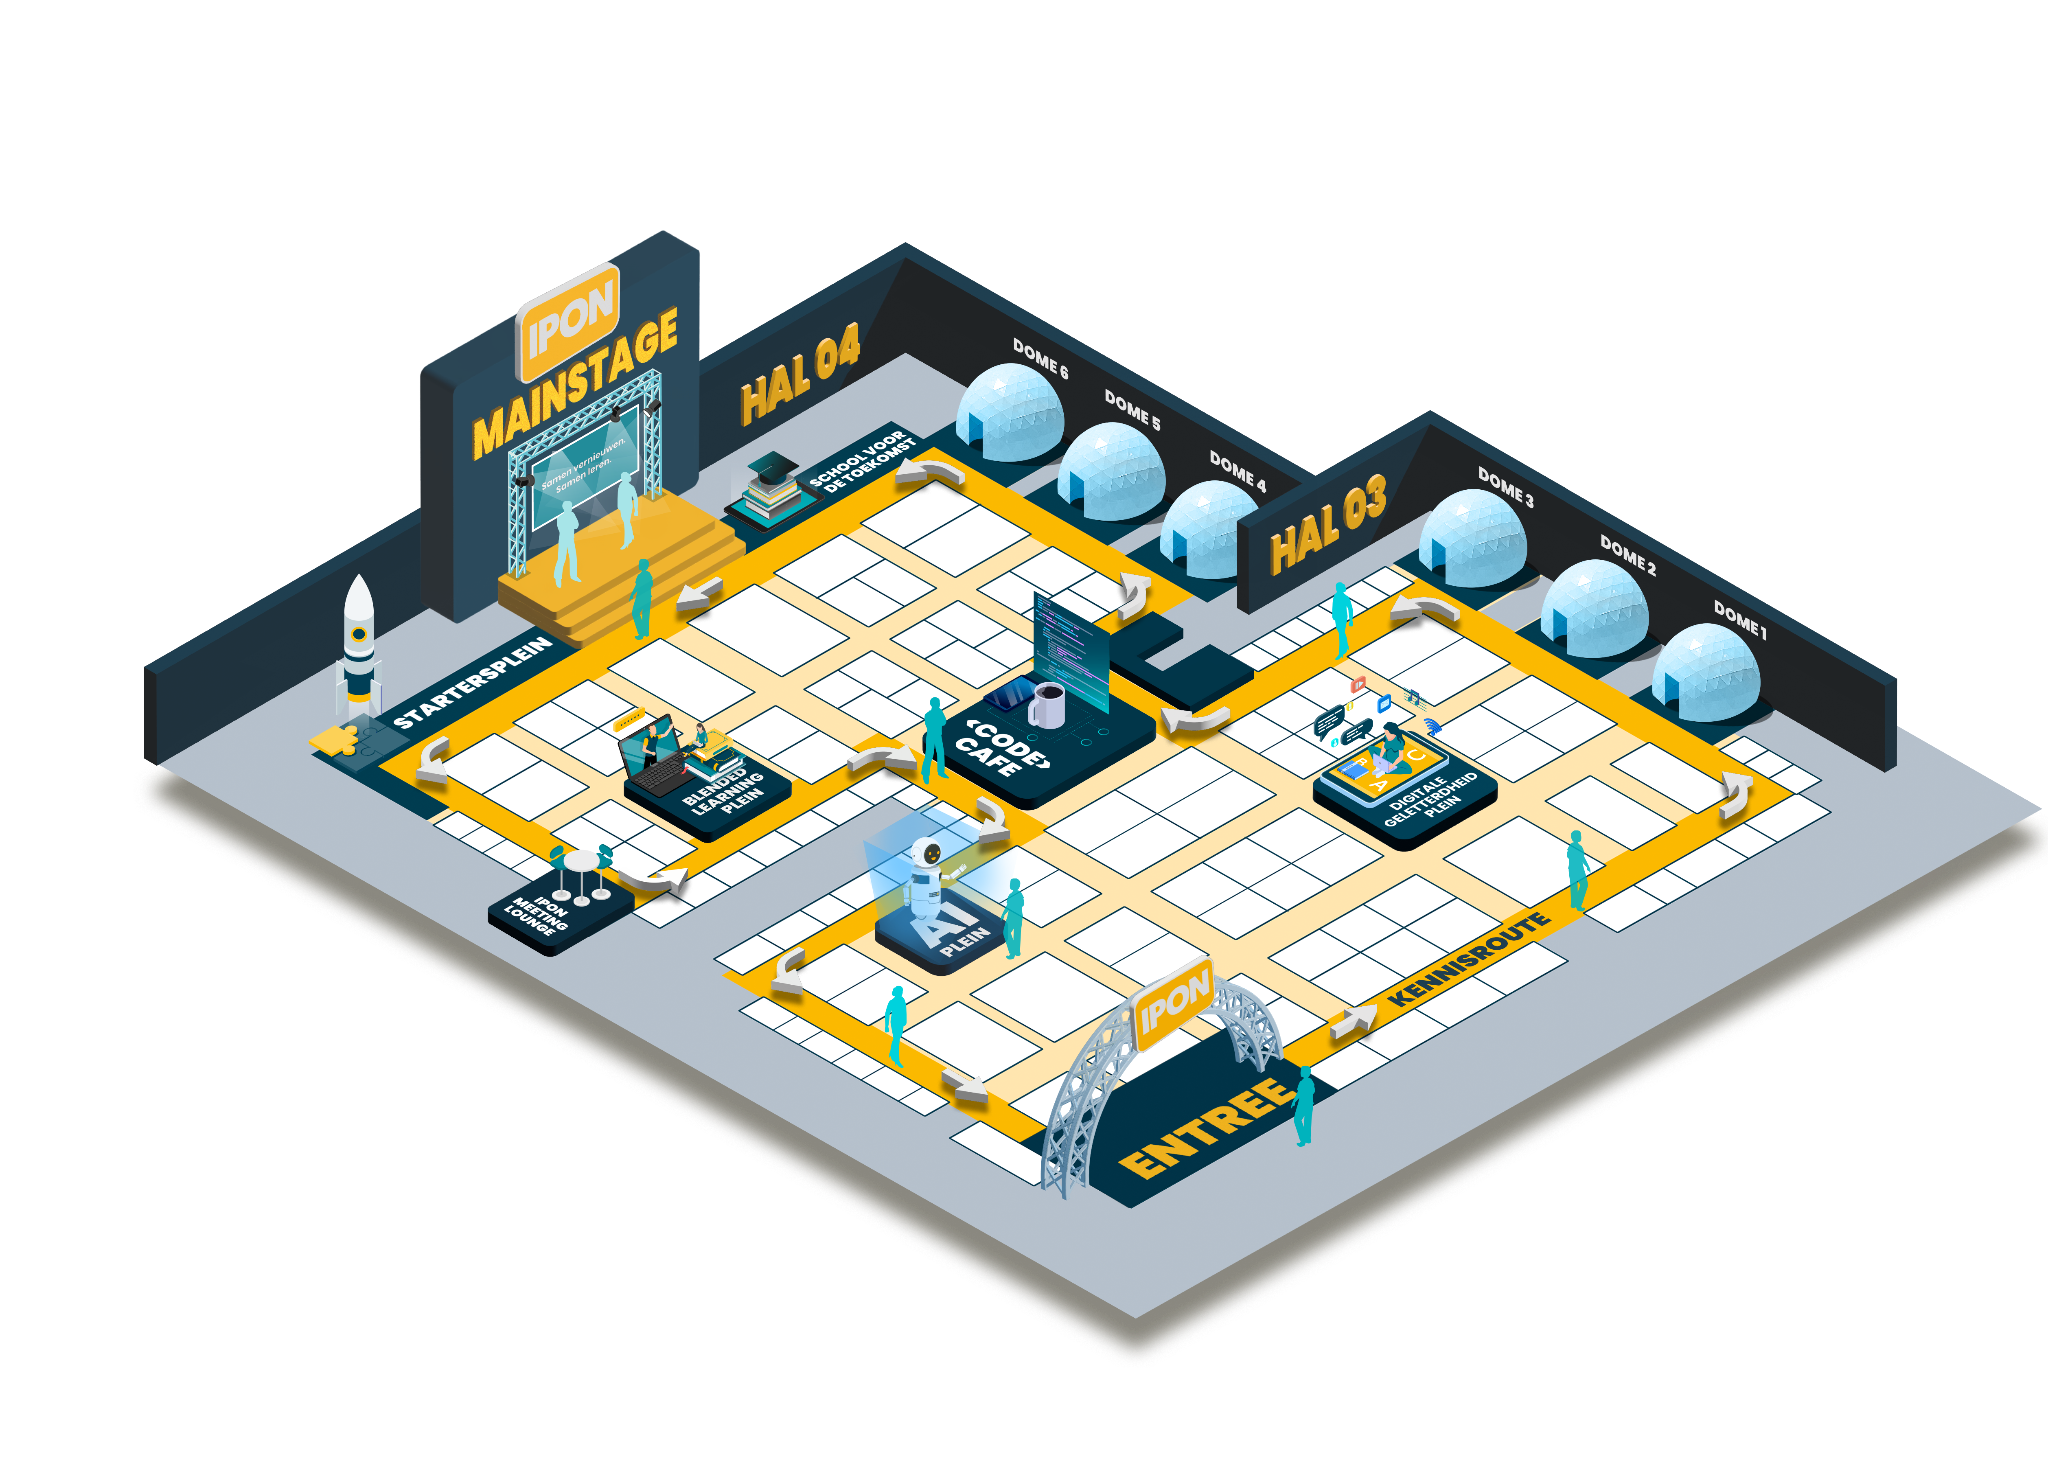 IPON
MAINSTAGE
Samen vernieuwen.
Samen leren.
HAL 04
DOME 6
DOME 5
DOME 4
HAL 03
DOME 3
DOME 2
DOME 1
SCHOOL VOOR
DE TOEKOMST
STARTERSPLEIN
<CODE>
CAFE
BLENDED
LEARNING
PLEIN
A
C
DIGITALE
GELETTERDHEID
PLEIN
IPON
MEETING
LOUNGE
AI
PLEIN
KENNISROUTE
IPON
ENTREE